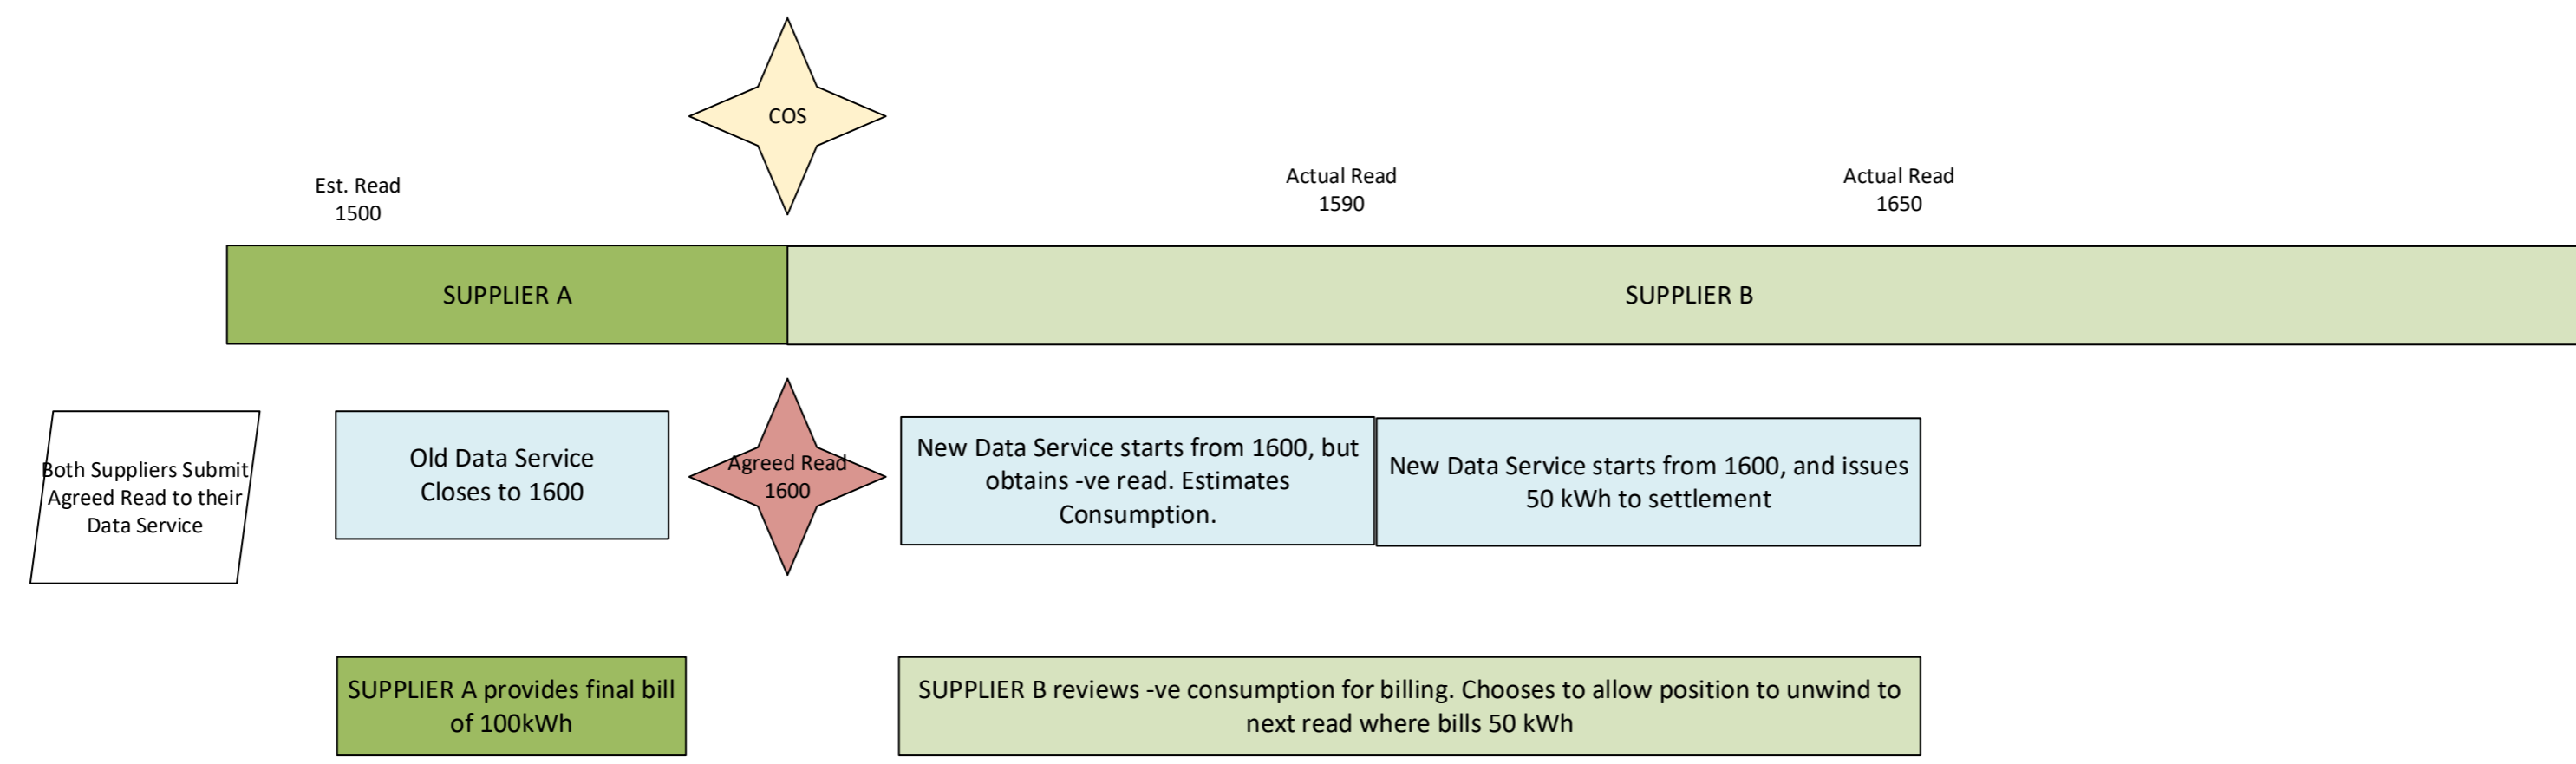 COS
Est. Read
1500
Actual Read
1590
Actual Read
1650
SUPPLIER A
SUPPLIER B
Both Suppliers Submit
Agreed Read to their
Data Service
Old Data Service
Closes to 1600
Agreed Read
1600
New Data Service starts from 1600, but
obtains -ve read. Estimates
Consumption.
New Data Service starts from 1600, and issues
50 kWh to settlement
SUPPLIER A provides final bill
of 100kWh
SUPPLIER B reviews -ve consumption for billing. Chooses to allow position to unwind to
next read where bills 50 kWh